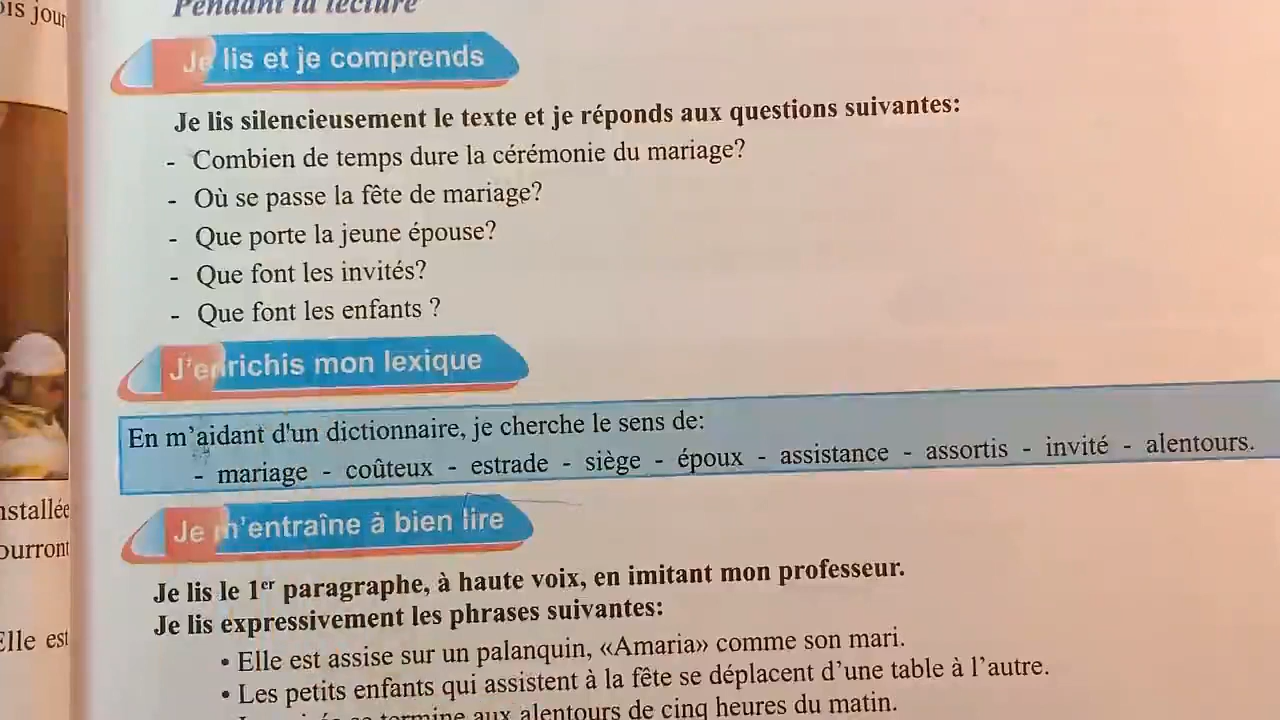 Pendant la lecture
ois jour
Je lis et je comprends
Je lis silencieusement le texte et je réponds aux questions suivantes:
- Combien de temps dure la cérémonie du mariage?
- Où se passe la fête de mariage?
- Que porte la jeune épouse?
- Que font les invités?
- Que font les enfants ?
J'enrichis mon lexique
En m'aidant d'un dictionnaire, je cherche le sens de:
- mariage - coûteux - estrade - siège - époux - assistance - assortis - invité - alentours.
nstallée
ourront
Elle est
Je m'entraîne à bien lire
Je lis le 1er paragraphe, à haute voix, en imitant mon professeur.
Je lis expressivement les phrases suivantes:
• Elle est assise sur un palanquin, «Amaria» comme son mari.
• Les petits enfants qui assistent à la fête se déplacent d'une table à l'autre.
termine aux alentours de cinq heures du matin.